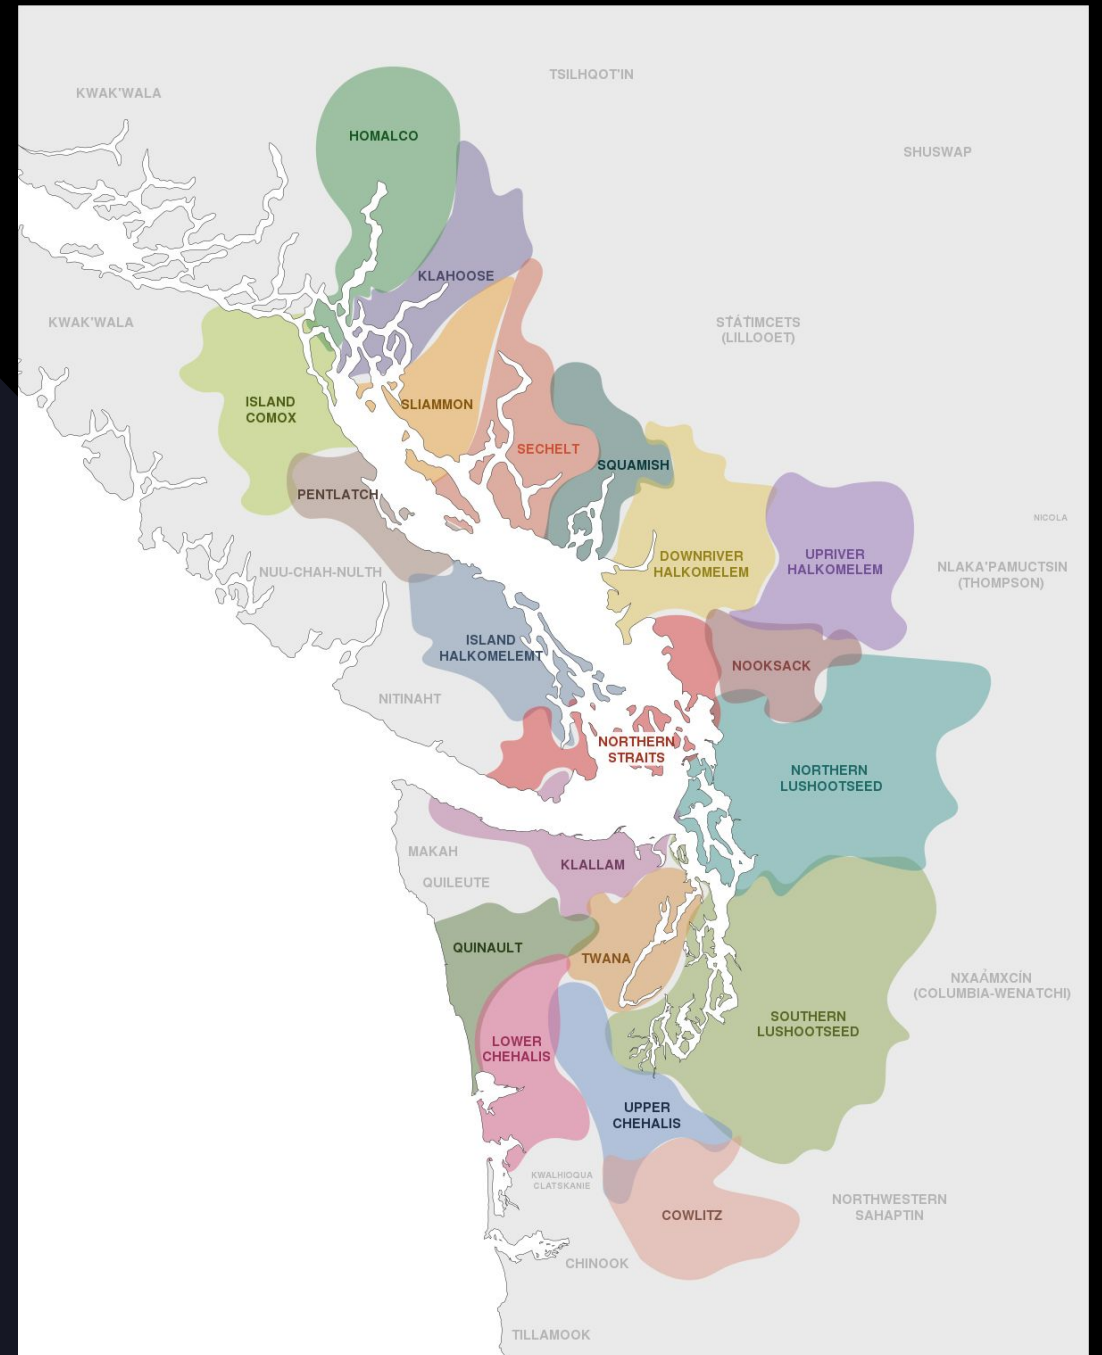 TSILHQOT'IN
KWAK'WALA
HOMALCO
SHUSWAP
KLAHOOSE
KWAK'WALA
SŤÁŤIMCETS
(LILLOOET)
ISLAND
COMOX
SLIAMMON
SECHELT
SQUAMISH
PENTLATCH
NICOLA
DOWNRIVER
HALKOMELEM
UPRIVER
HALKOMELEM
NUU-CHAH-NULTH
NLAKA'PAMUCTSIN
(THOMPSON)
ISLAND
HALKOMELEMT
NOOKSACK
NITINAHT
NORTHERN
STRAITS
NORTHERN
LUSHOOTSEED
MAKAH
KLALLAM
QUILEUTE
QUINAULT
TWANA
NXAẢMXCÍN
(COLUMBIA-WENATCHI)
SOUTHERN
LUSHOOTSEED
LOWER
CHEHALIS
UPPER
CHEHALIS
KWALHIOQUA
CLATSKANIE
NORTHWESTERN
SAHAPTIN
COWLITZ
CHINOOK
TILLAMOOK